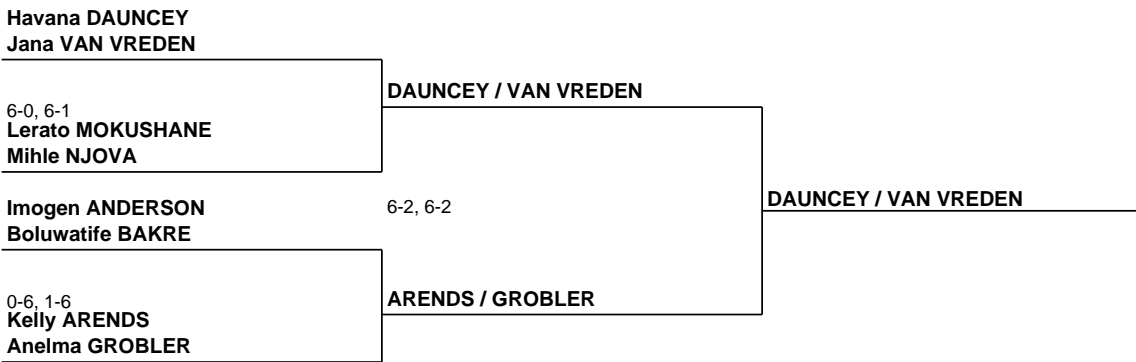 Havana DAUNCEY
Jana VAN VREDEN
DAUNCEY / VAN VREDEN
6-0, 6-1
Lerato MOKUSHANE
Mihle NJOVA
Imogen ANDERSON
6-2, 6-2
DAUNCEY / VAN VREDEN
Boluwatife BAKRE
0-6, 1-6
ARENDS / GROBLER
Kelly ARENDS
Anelma GROBLER